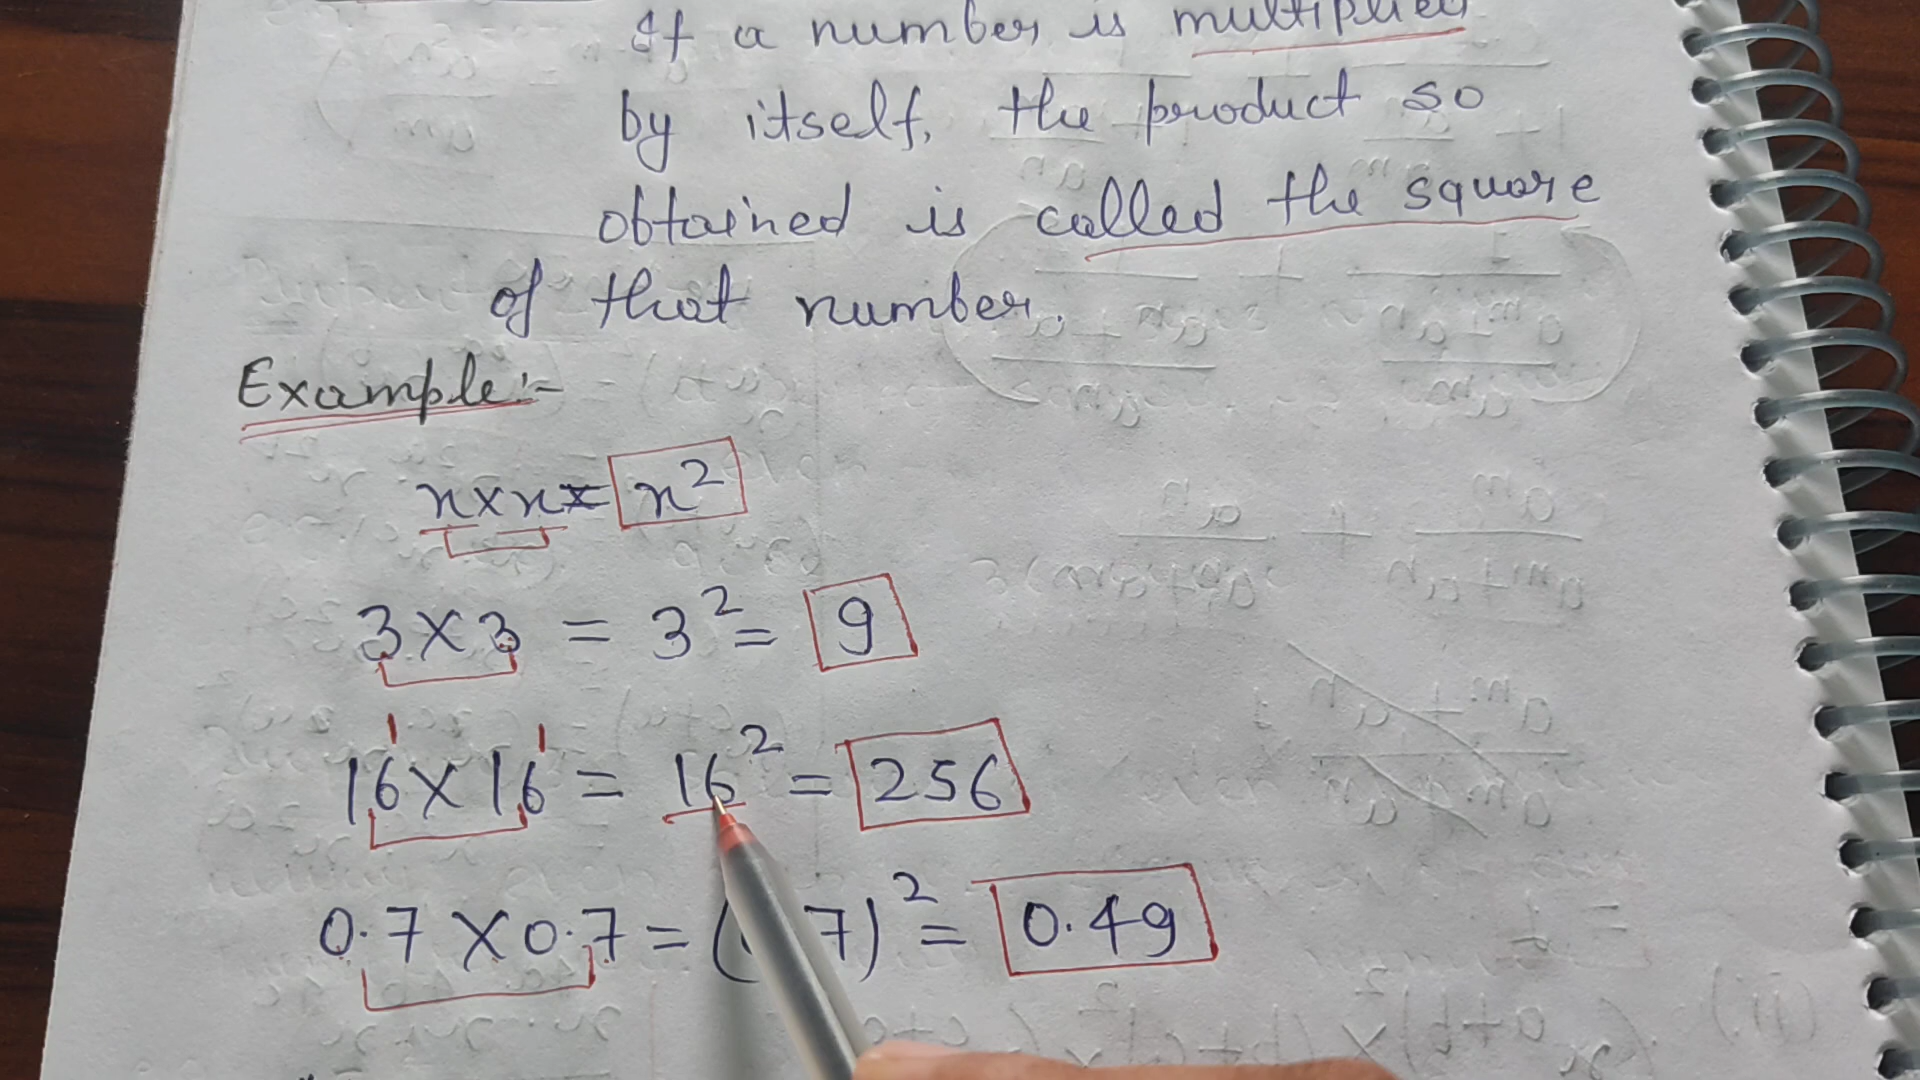 If a number is multiplied
by itself, the product so
obtained is called the square
of that number.
Example:-
x×x= x²
3×3 = 3² = 9
16×16 = 16² = 256
0.7×0.7 = ( 7)² = 0.49